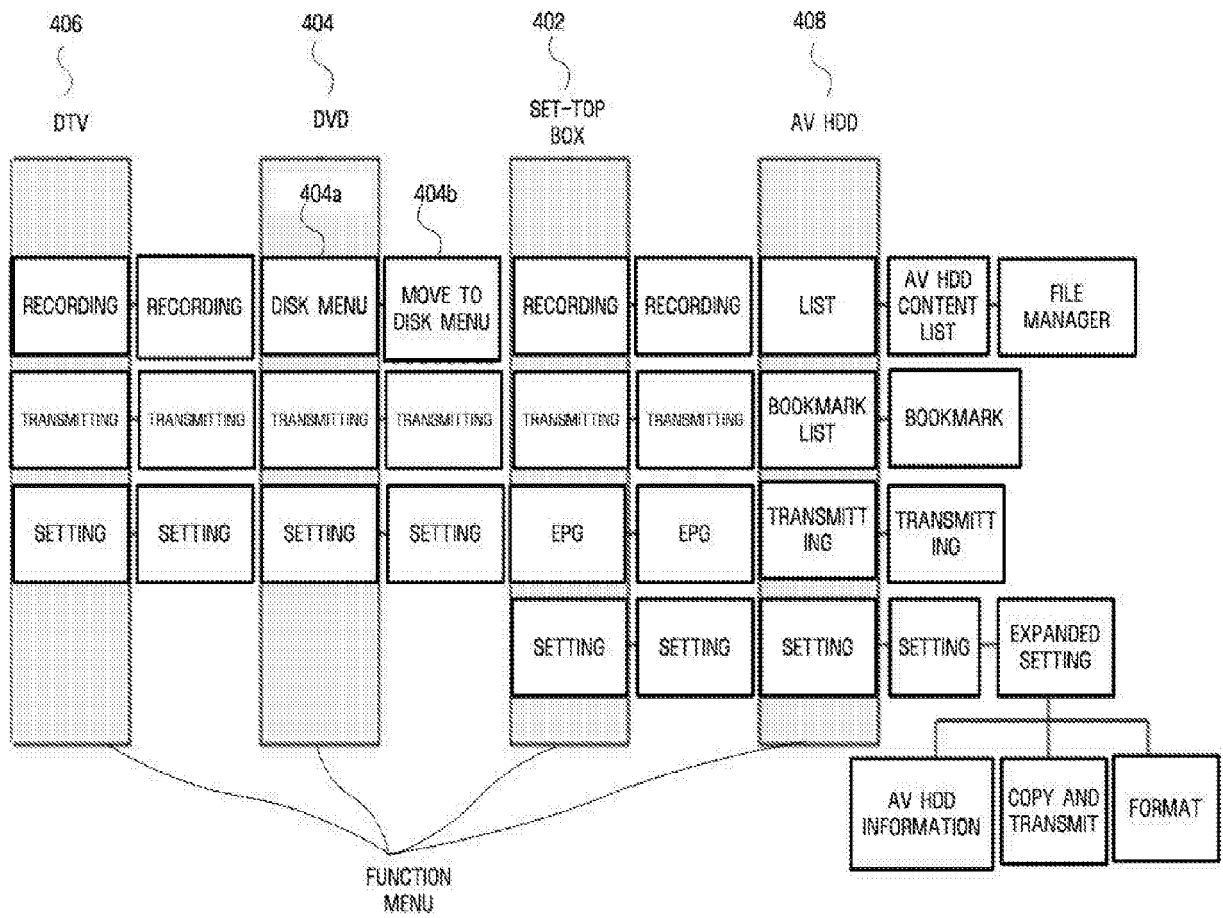 406
404
402
408
DTV
DVD
SET-TOP
BOX
AV HDD
404a
404b
RECORDING
RECORDING
DISK MENU
MOVE TO
DISK MENU
RECORDING
RECORDING
LIST
AV HDD
CONTENT
LIST
FILE
MANAGER
TRANSMITTING
TRANSMITTING
TRANSMITTING
TRANSMITTING
TRANSMITTING
TRANSMITTING
BOOKMARK
LIST
BOOKMARK
SETTING
SETTING
SETTING
SETTING
EPG
EPG
TRANSMITT
ING
TRANSMITT
ING
SETTING
SETTING
SETTING
SETTING
EXPANDED
SETTING
AV HDD
INFORMATION
COPY AND
TRANSMIT
FORMAT
FUNCTION
MENU